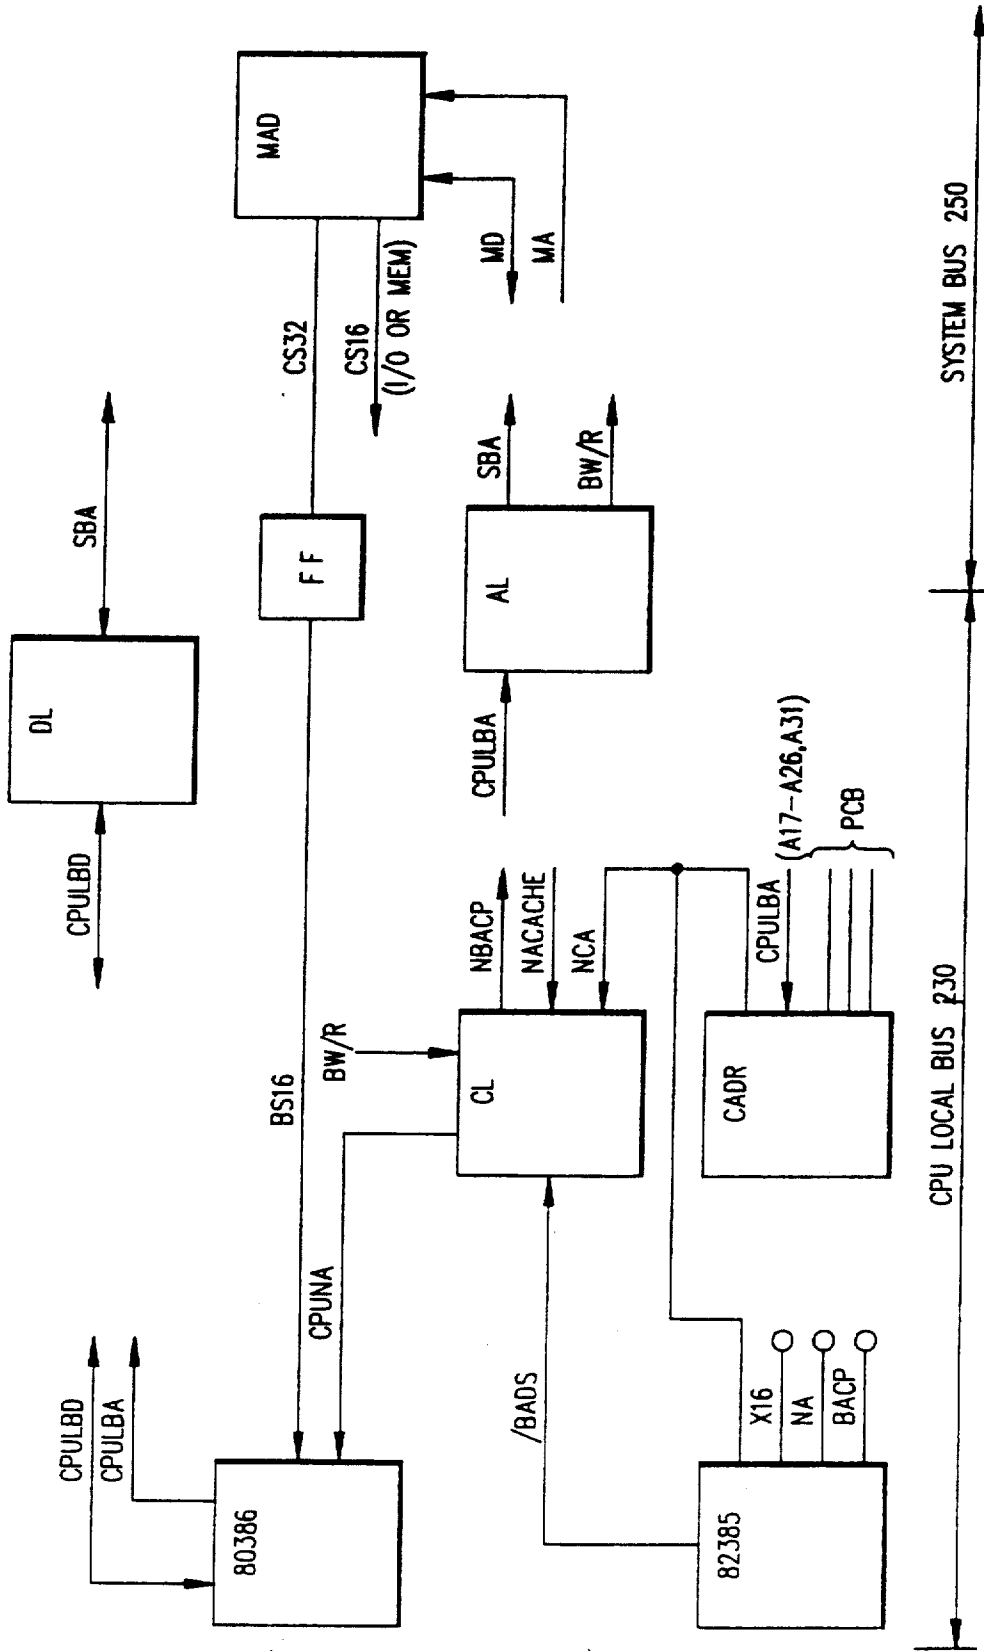 CPULBD
CPULBA
80386
BS16
CPUNA
CPULBD
DL
SBA
F F
CS32
CS16
(I/O OR MEM)
MAD
MD
MA
/BADS
BW/R
CL
NBACP
NACACHE
NCA
CPULBA
AL
SBA
BW/R
82385
X16
NA
BACP
CADR
CPULBA
(A17-A26,A31)
PCB
CPU LOCAL BUS 230
SYSTEM BUS 250